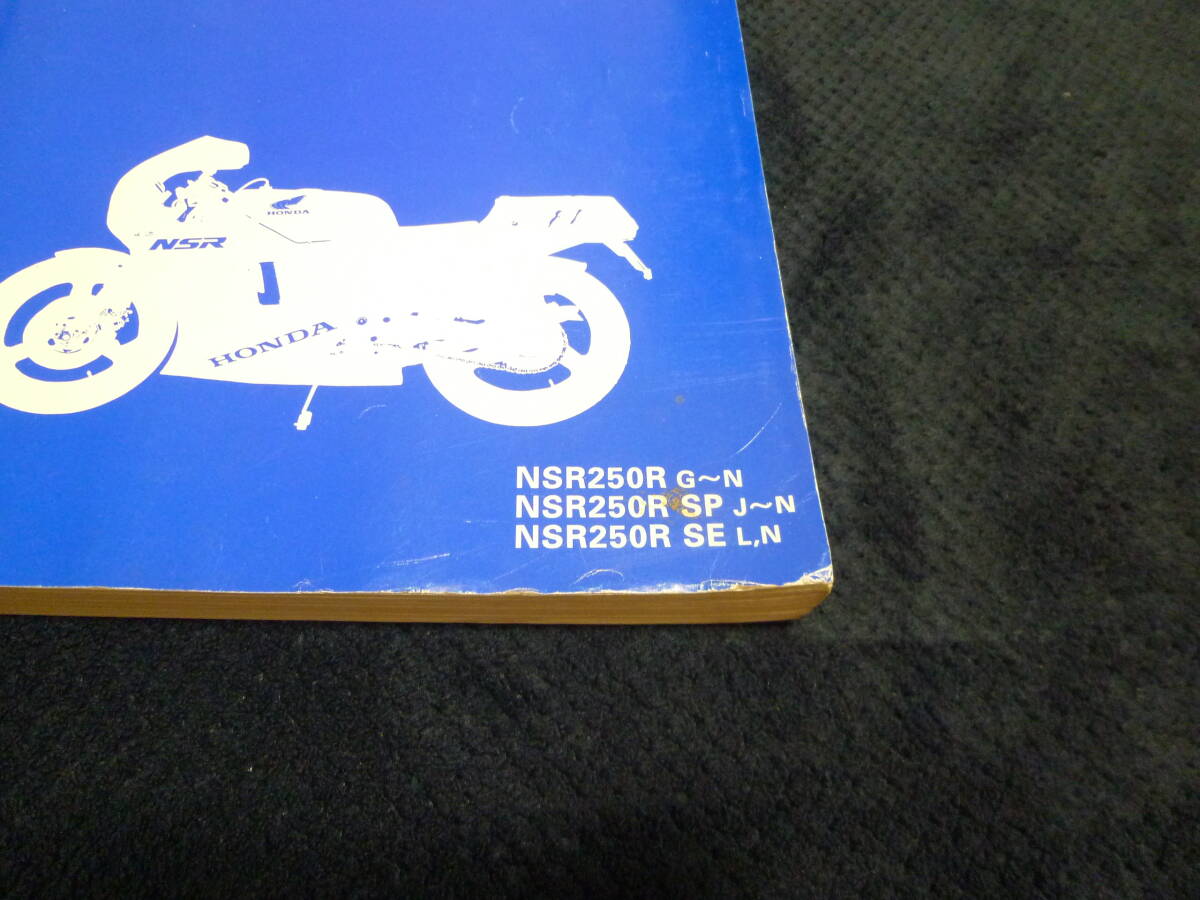 HONDA
NSR
HONDA
NSR250R G～N
NSR250R SP J～N
NSR250R SE L,N